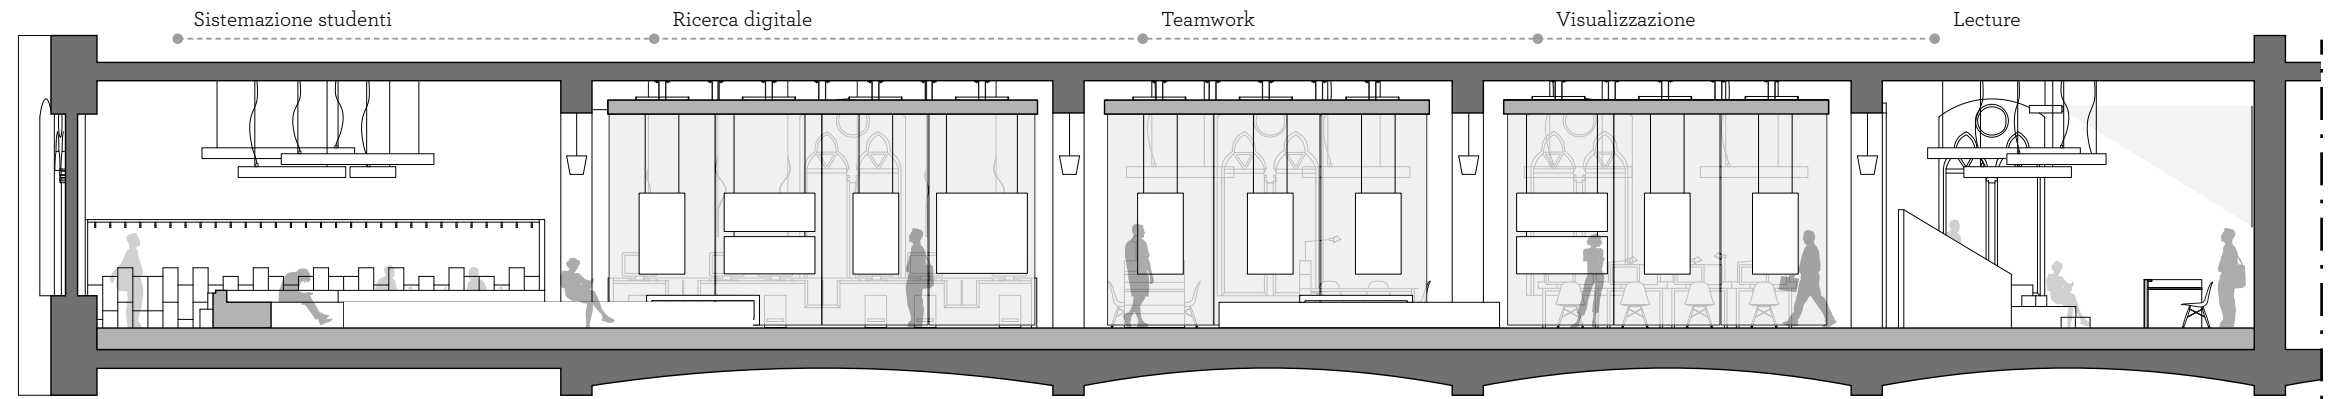 Sistemazione studenti
Ricerca digitale
Teamwork
Visualizzazione
Lecture